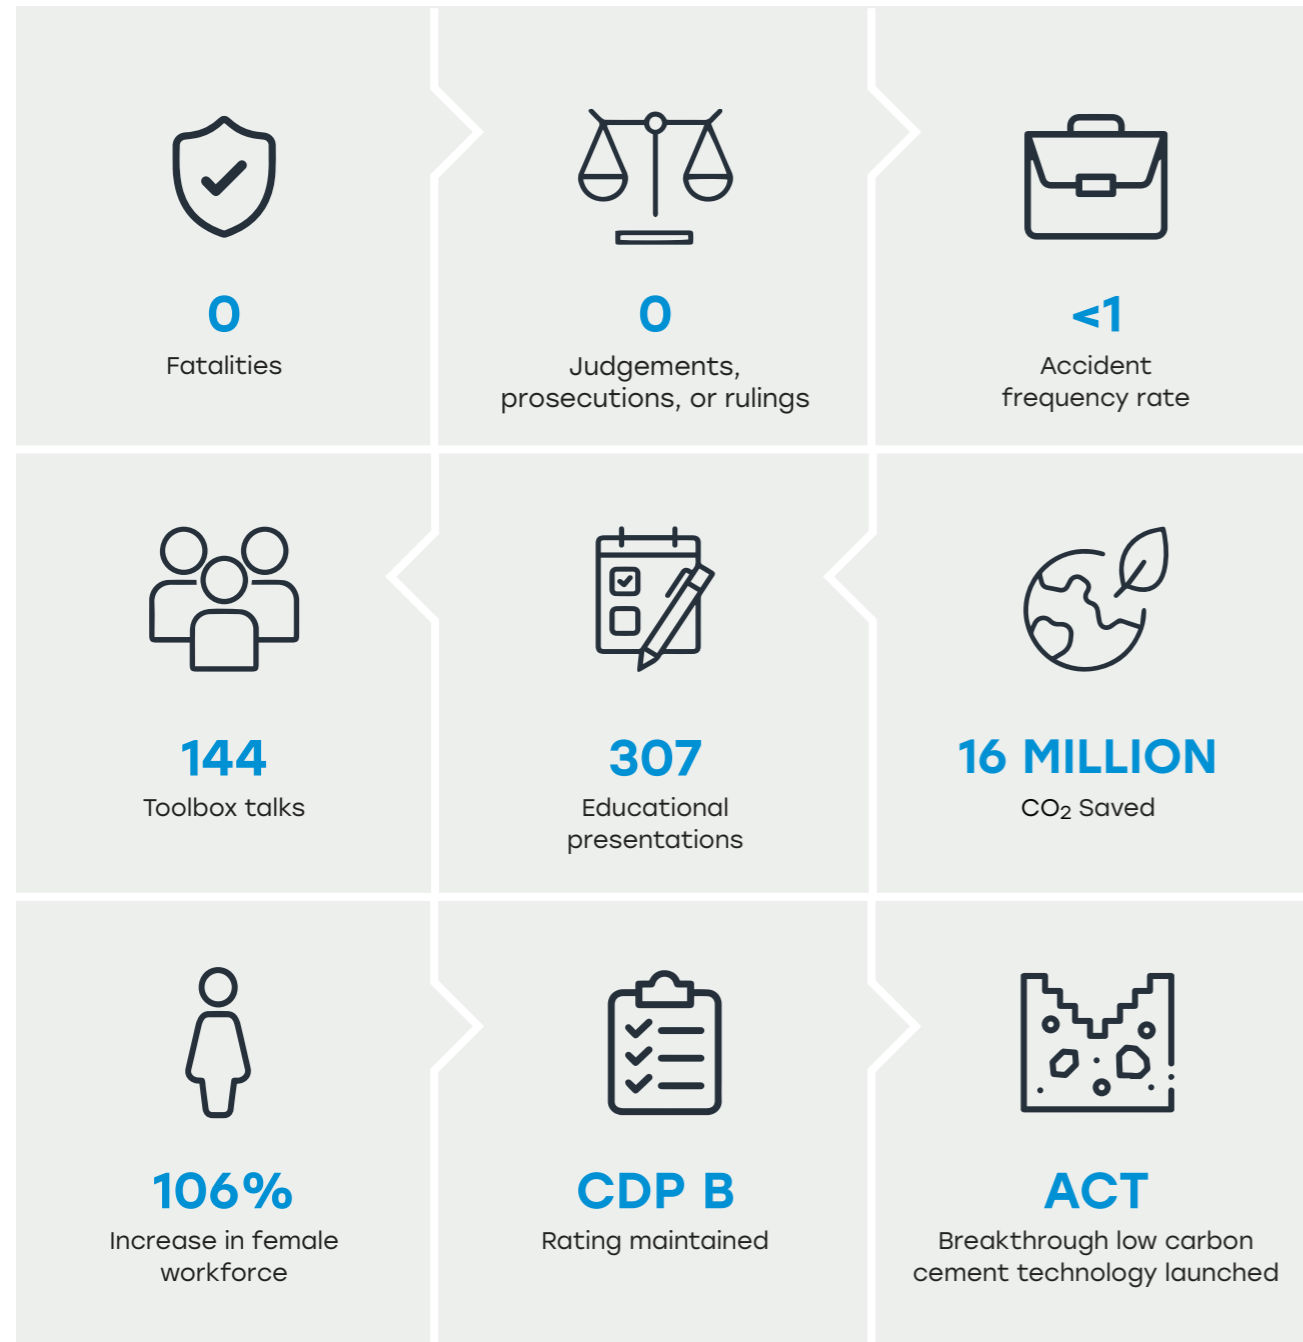 0
Fatalities
0
Judgements,
prosecutions, or rulings
<1
Accident
frequency rate
144
Toolbox talks
307
Educational
presentations
16 MILLION
CO₂ Saved
106%
Increase in female
workforce
CDP B
Rating maintained
ACT
Breakthrough low carbon
cement technology launched